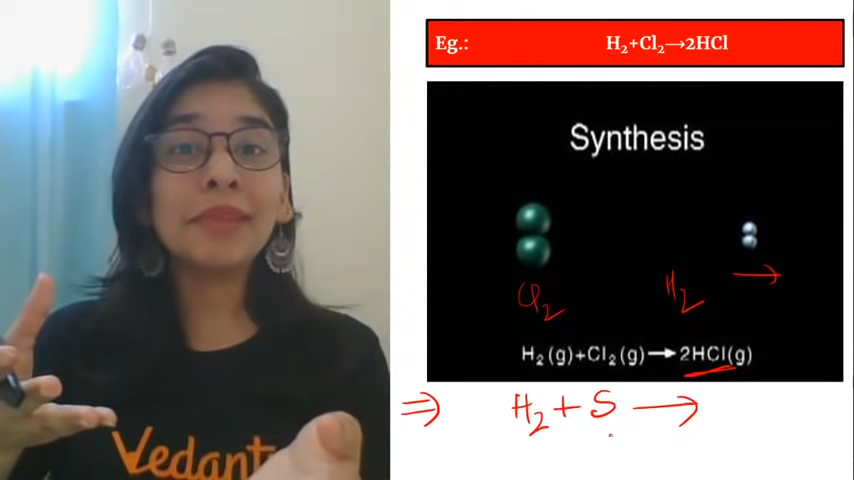 Eg.: H₂+Cl₂→2HCl
Synthesis
Cl₂ H₂ →
H₂(g)+Cl₂(g)→2HCl(g)
⇒ H₂ + S →
Vedant